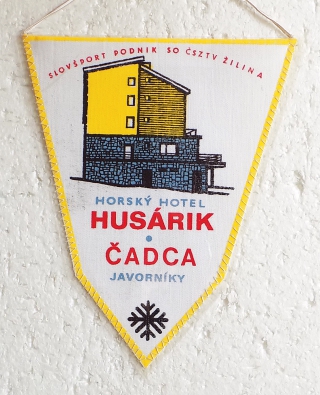 SLOVŠPORT PODNIK SO ČSZTV ŽILINA
HORSKÝ HOTEL
HUSÁRIK
ČADCA
JAVORNÍKY